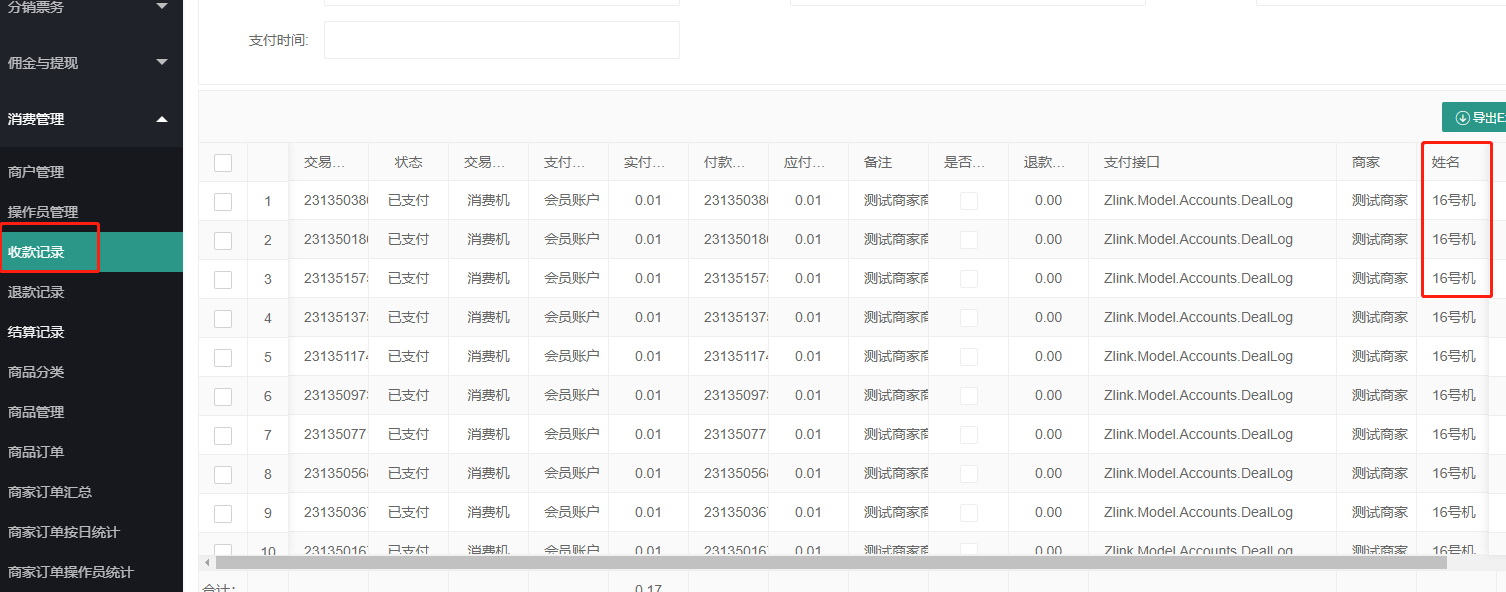 分销票务
佣金与提现
消费管理
商户管理
操作员管理
收款记录
退款记录
结算记录
商品分类
商品管理
商品订单
商家订单汇总
商家订单按日统计
商家订单操作员统计
支付时间:
导出E
交易... 状态 交易... 支付... 实付... 付款... 应付... 备注 是否... 退款... 支付接口 商家 姓名
1 23135038 已支付 消费机 会员账户 0.01 23135038 0.01 测试商家 0.00 Zlink.Model.Accounts.DealLog 测试商家 16号机
2 23135018 已支付 消费机 会员账户 0.01 23135018 0.01 测试商家 0.00 Zlink.Model.Accounts.DealLog 测试商家 16号机
3 23135157 已支付 消费机 会员账户 0.01 23135157 0.01 测试商家 0.00 Zlink.Model.Accounts.DealLog 测试商家 16号机
4 23135137 已支付 消费机 会员账户 0.01 23135137 0.01 测试商家 0.00 Zlink.Model.Accounts.DealLog 测试商家 16号机
5 23135117 已支付 消费机 会员账户 0.01 23135117 0.01 测试商家 0.00 Zlink.Model.Accounts.DealLog 测试商家 16号机
6 23135097 已支付 消费机 会员账户 0.01 23135097 0.01 测试商家 0.00 Zlink.Model.Accounts.DealLog 测试商家 16号机
7 23135077 已支付 消费机 会员账户 0.01 23135077 0.01 测试商家 0.00 Zlink.Model.Accounts.DealLog 测试商家 16号机
8 23135056 已支付 消费机 会员账户 0.01 23135056 0.01 测试商家 0.00 Zlink.Model.Accounts.DealLog 测试商家 16号机
9 23135036 已支付 消费机 会员账户 0.01 23135036 0.01 测试商家 0.00 Zlink.Model.Accounts.DealLog 测试商家 16号机
10 23135016 已支付 消费机 会员账户 0.01 23135016 0.01 测试商家 0.00 Zlink.Model.Accounts.DealLog 测试商家 16号机
合计: 0.17